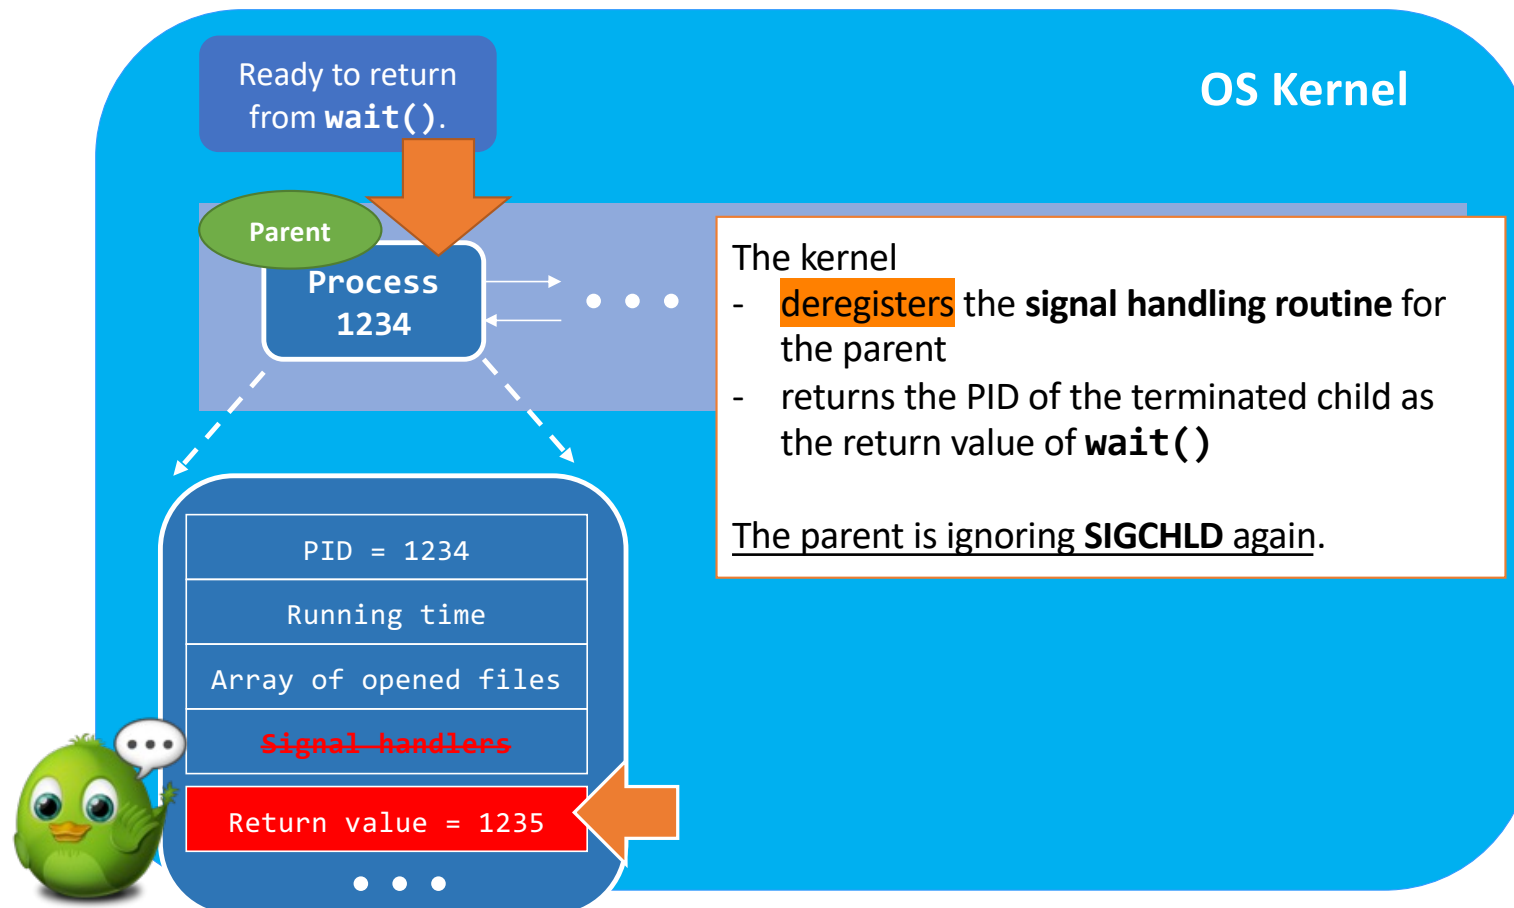 Ready to return
from wait().
OS Kernel
Parent
Process
1234
The kernel
- deregisters the signal handling routine for
the parent
- returns the PID of the terminated child as
the return value of wait()
The parent is ignoring SIGCHLD again.
PID = 1234
Running time
Array of opened files
Signal handlers
Return value = 1235